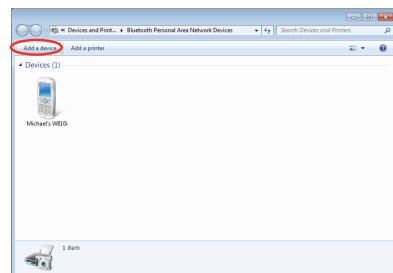 « Devices and Print... ▸ Bluetooth Personal Area Network Devices
Search Devices and Printers
Add a device
Add a printer
Devices (1)
Michael's W810i
1 item